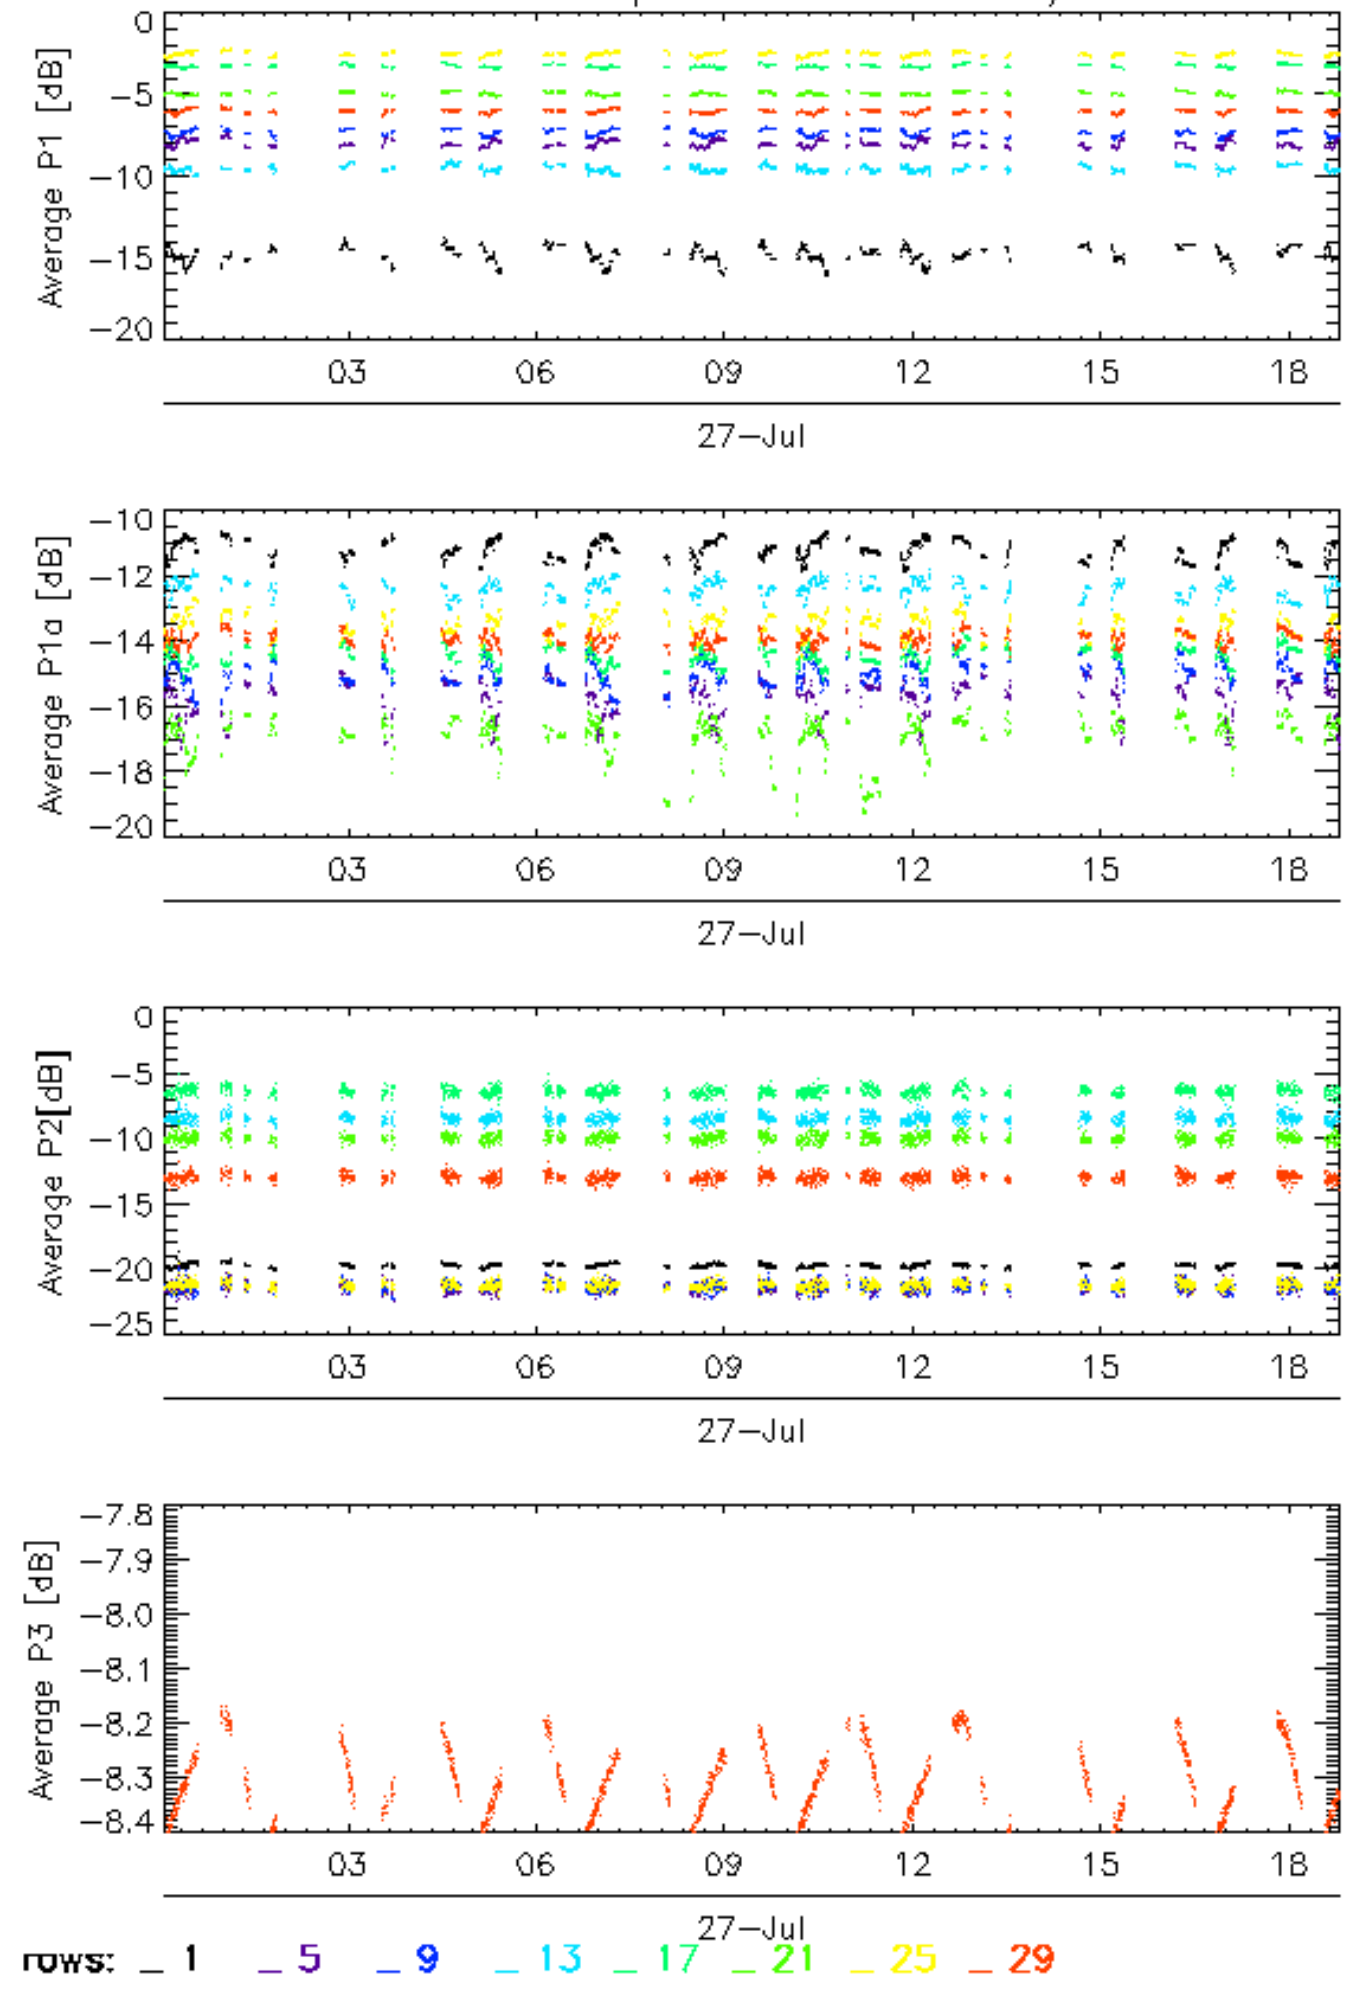 0
−5
−10
−15
−20
Average P1 [dB]
03 06 09 12 15 18
27−Jul
−10
−12
−14
−16
−18
−20
Average P1a [dB]
03 06 09 12 15 18
27−Jul
0
−5
−10
−15
−20
−25
Average P2[dB]
03 06 09 12 15 18
27−Jul
−7.8
−7.9
−8.0
−8.1
−8.2
−8.3
−8.4
Average P3 [dB]
03 06 09 12 15 18
27−Jul
rows: _ 1 _ 5 _ 9 _ 13 _ 17 _ 21 _ 25 _ 29